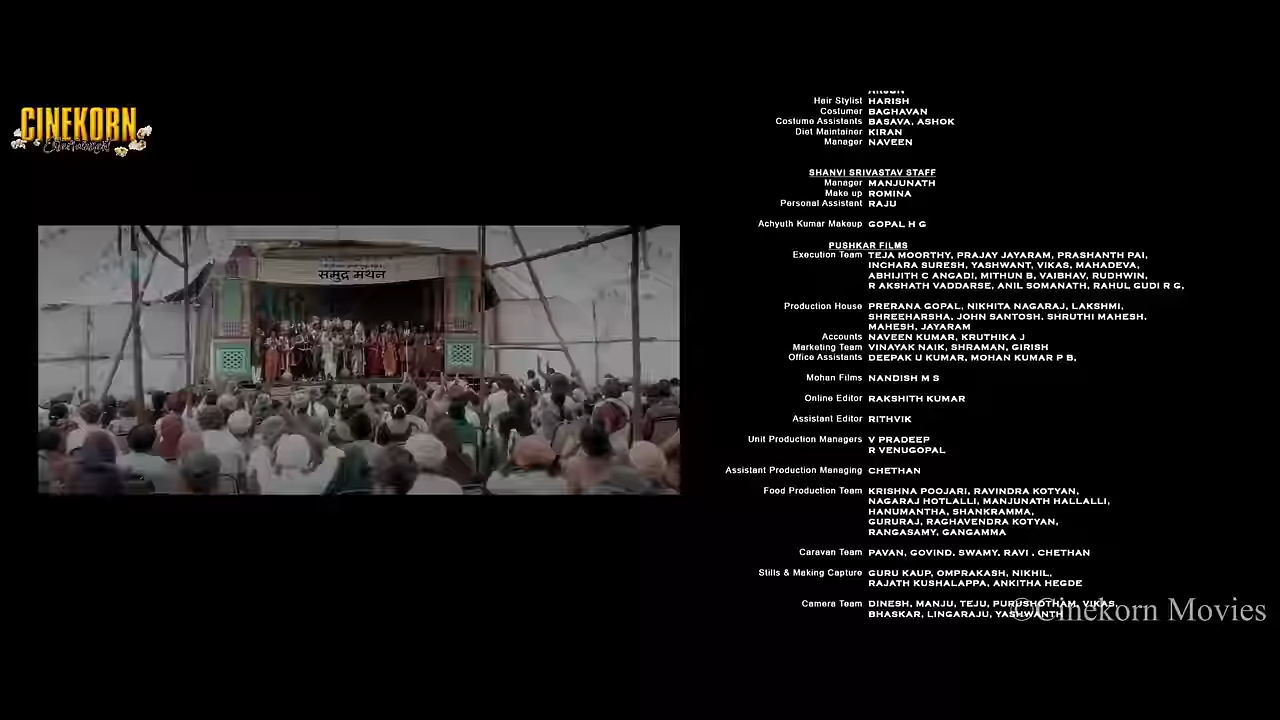 CINEKORN
Entertainment
समुद्र मंथन
Hair Stylist HARISH
Costumer BAGHAVAN
Costume Assistants BASAVA, ASHOK
Diet Maintainer KIRAN
Manager NAVEEN
SHANVI SRIVASTAV STAFF
Manager MANJUNATH
Make up ROMINA
Personal Assistant RAJU
Achyuth Kumar Makeup GOPAL H G
PUSHKAR FILMS
Execution Team TEJA MOORTHY, PRAJAY JAYARAM, PRASHANTH PAI,
INCHARA SURESH, YASHWANT, VIKAS, MAHADEVA,
ABHIJITH C ANGADI, MITHUN B, VAIBHAV, RUDHWIN,
R AKSHATH VADDARSE, ANIL SOMANATH, RAHUL GUDI R G,
Production House PRERANA GOPAL, NIKHITA NAGARAJ, LAKSHMI,
SHREEHARSHA, JOHN SANTOSH, SHRUTHI MAHESH,
MAHESH, JAYARAM
Accounts NAVEEN KUMAR, KRUTHIKA J
Marketing Team VINAYAK NAIK, SHRAMAN, GIRISH
Office Assistants DEEPAK U KUMAR, MOHAN KUMAR P B,
Mohan Films NANDISH M S
Online Editor RAKSHITH KUMAR
Assistant Editor RITHVIK
Unit Production Managers V PRADEEP
R VENUGOPAL
Assistant Production Managing CHETHAN
Food Production Team KRISHNA POOJARI, RAVINDRA KOTYAN,
NAGARAJ HOTLALLI, MANJUNATH HALLALLI,
HANUMANTHA, SHANKRAMMA,
GURURAJ, RAGHAVENDRA KOTYAN,
RANGASAMY, GANGAMMA
Caravan Team PAVAN, GOVIND, SWAMY, RAVI , CHETHAN
Stills & Making Capture GURU KAUP, OMPRAKASH, NIKHIL,
RAJATH KUSHALAPPA, ANKITHA HEGDE
Camera Team DINESH, MANJU, TEJU, PURUSHOTHAM, VIKAS,
BHASKAR, LINGARAJU, YASHWANTH
©Cinekorn Movies